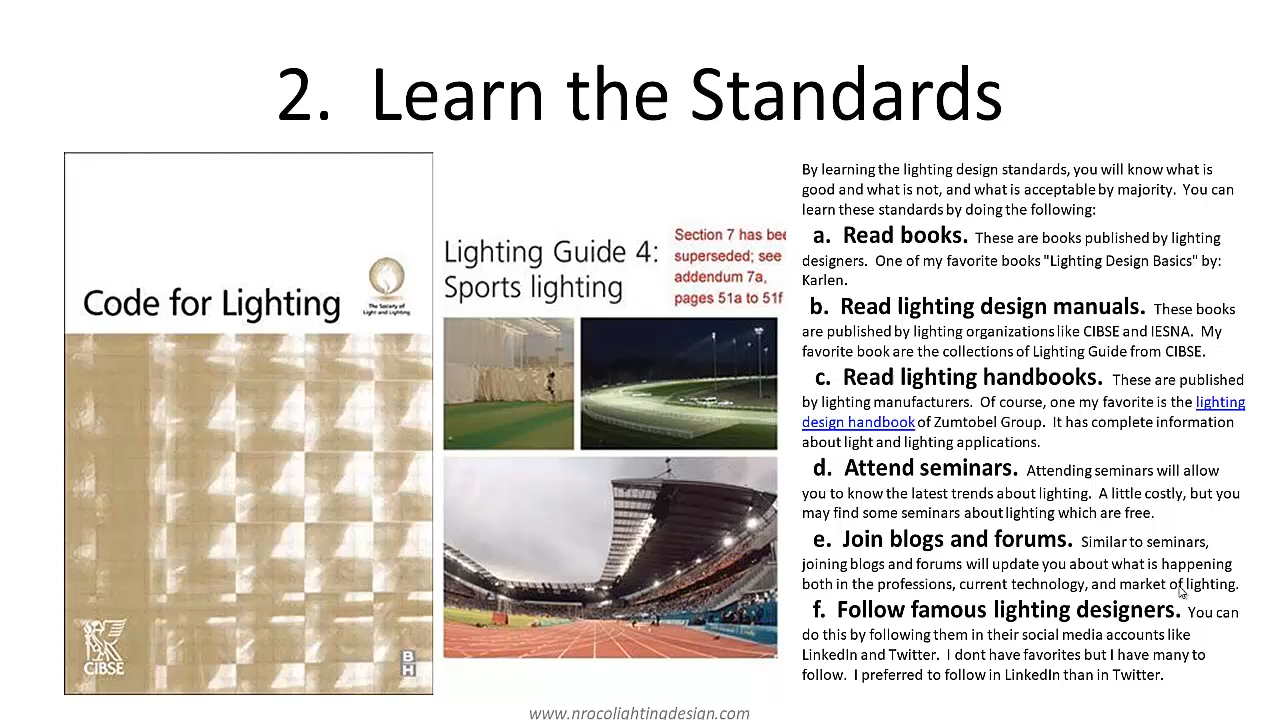 2. Learn the Standards
Code for Lighting
The Society of
Light and Lighting
CIBSE
B
H
Lighting Guide 4:
Sports lighting
Section 7 has bee
superseded; see
addendum 7a,
pages 51a to 51f
By learning the lighting design standards, you will know what is
good and what is not, and what is acceptable by majority. You can
learn these standards by doing the following:
a. Read books. These are books published by lighting
designers. One of my favorite books "Lighting Design Basics" by:
Karlen.
b. Read lighting design manuals. These books
are published by lighting organizations like CIBSE and IESNA. My
favorite book are the collections of Lighting Guide from CIBSE.
c. Read lighting handbooks. These are published
by lighting manufacturers. Of course, one my favorite is the lighting
design handbook of Zumtobel Group. It has complete information
about light and lighting applications.
d. Attend seminars. Attending seminars will allow
you to know the latest trends about lighting. A little costly, but you
may find some seminars about lighting which are free.
e. Join blogs and forums. Similar to seminars,
joining blogs and forums will update you about what is happening
both in the professions, current technology, and market of lighting.
f. Follow famous lighting designers. You can
do this by following them in their social media accounts like
LinkedIn and Twitter. I dont have favorites but I have many to
follow. I preferred to follow in LinkedIn than in Twitter.
www.nrocolightingdesign.com